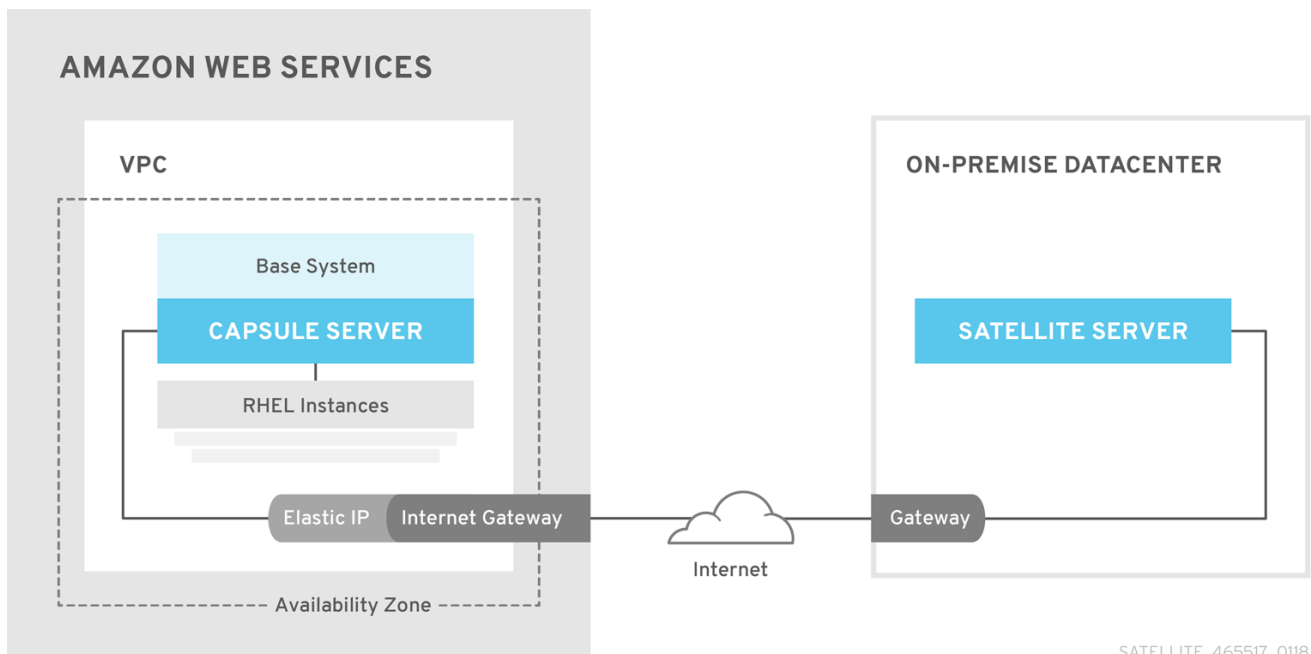 AMAZON WEB SERVICES
VPC
ON-PREMISE DATACENTER
Base System
CAPSULE SERVER
SATELLITE SERVER
RHEL Instances
Elastic IP
Internet Gateway
Gateway
Internet
Availability Zone
SATELLITE_465517_0118